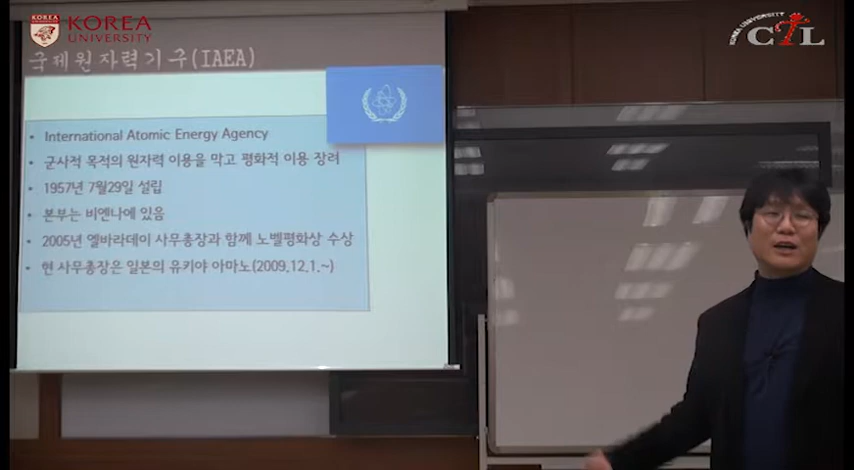 KOREA
UNIVERSITY
KOREA UNIVERSITY
CTL
국제원자력기구(IAEA)
• International Atomic Energy Agency
• 군사적 목적의 원자력 이용을 막고 평화적 이용 장려
• 1957년 7월29일 설립
• 본부는 비엔나에 있음
• 2005년 엘바라데이 사무총장과 함께 노벨평화상 수상
• 현 사무총장은 일본의 유키야 아마노(2009.12.1.~)